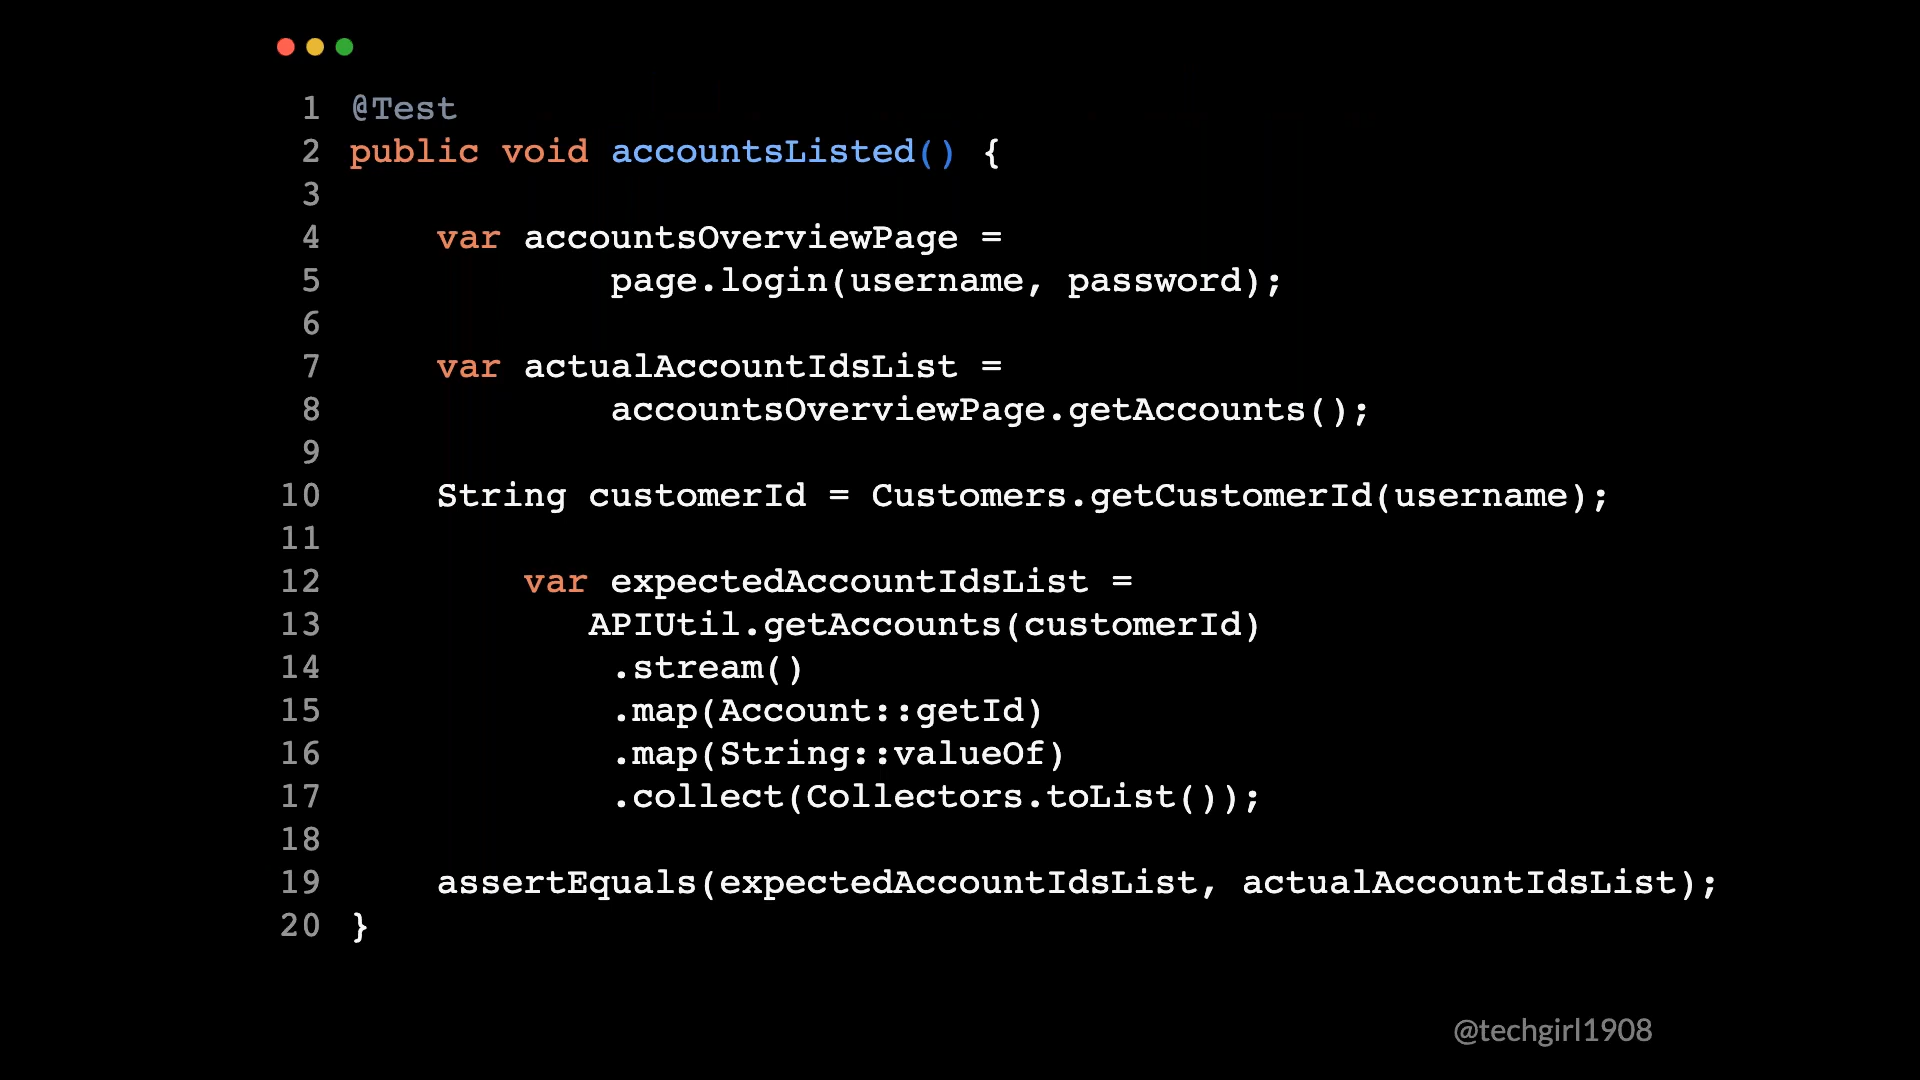 1 @Test
2 public void accountsListed() {
3
4 var accountsOverviewPage =
5 page.login(username, password);
6
7 var actualAccountIdsList =
8 accountsOverviewPage.getAccounts();
9
10 String customerId = Customers.getCustomerId(username);
11
12 var expectedAccountIdsList =
13 APIUtil.getAccounts(customerId)
14 .stream()
15 .map(Account::getId)
16 .map(String::valueOf)
17 .collect(Collectors.toList());
18
19 assertEquals(expectedAccountIdsList, actualAccountIdsList);
20 }
@techgirl1908